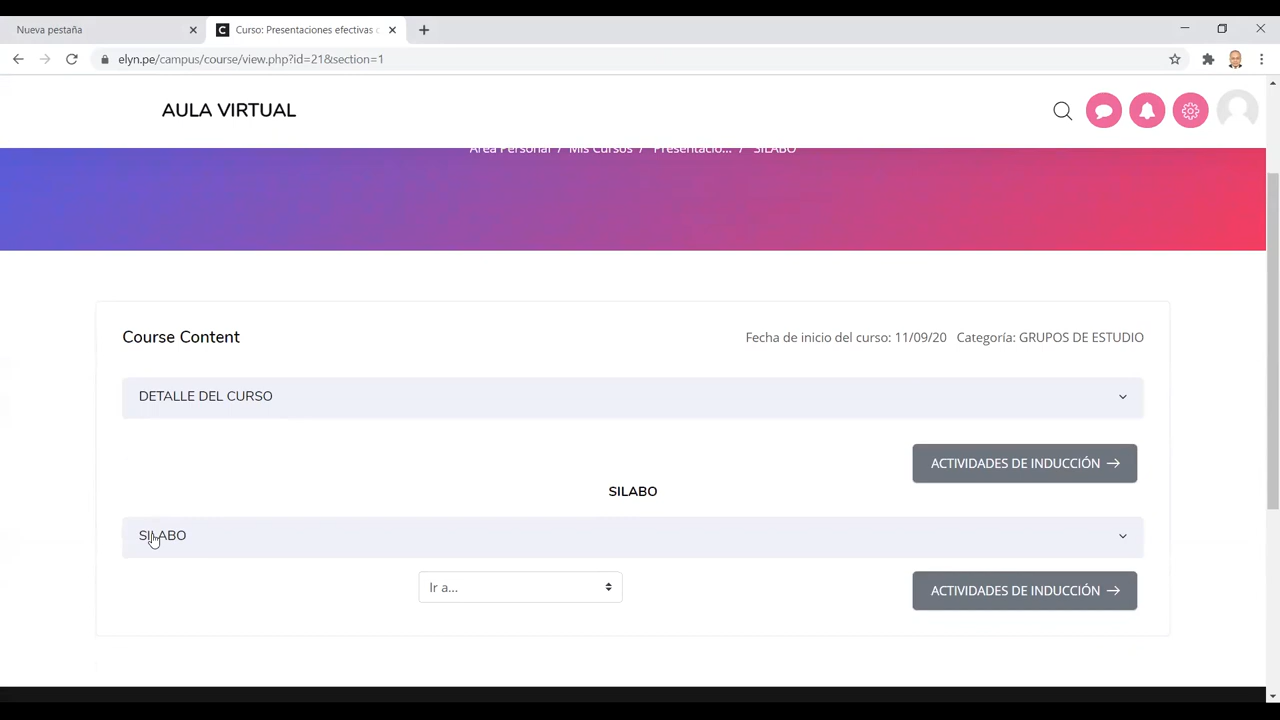 Nueva pestaña
Curso: Presentaciones efectivas
elyn.pe/campus/course/view.php?id=21&section=1
AULA VIRTUAL
Área Personal / Mis Cursos / Presentacio... / SILABO
Course Content
Fecha de inicio del curso: 11/09/20 Categoría: GRUPOS DE ESTUDIO
DETALLE DEL CURSO
ACTIVIDADES DE INDUCCIÓN
SILABO
SILABO
Ir a...
ACTIVIDADES DE INDUCCIÓN